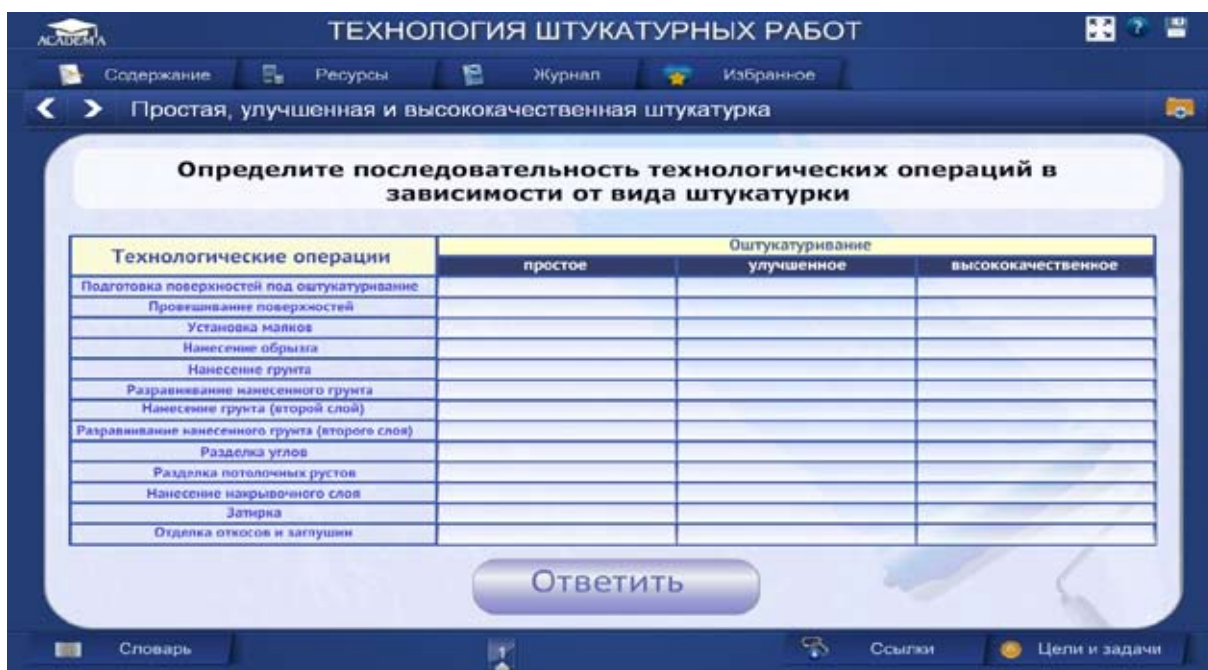 ТЕХНОЛОГИЯ ШТУКАТУРНЫХ РАБОТ
ACADEM'A
?
Содержание
Ресурсы
Журнал
Избранное
Простая, улучшенная и высококачественная штукатурка
Определите последовательность технологических операций в
зависимости от вида штукатурки
Технологические операции
Оштукатуривание
простое
улучшенное
высококачественное
Подготовка поверхностей под оштукатуривание
Провешивание поверхностей
Установка маяков
Нанесение обрызга
Нанесение грунта
Разравнивание нанесенного грунта
Нанесение грунта (второй слой)
Разравнивание нанесенного грунта (второго слоя)
Разделка углов
Разделка потолочных рустов
Нанесение накрывочного слоя
Затирка
Отделка откосов и заглушин
Ответить
Словарь
1
Ссылки
Цели и задачи